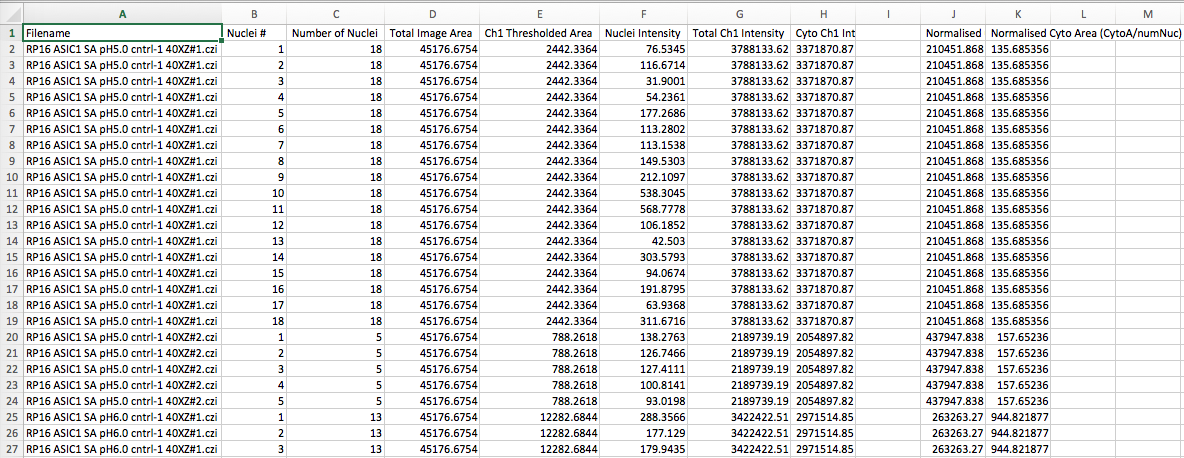 A B C D E F G H I J K L M
1 Filename Nuclei # Number of Nuclei Total Image Area Ch1 Thresholded Area Nuclei Intensity Total Ch1 Intensity Cyto Ch1 Int Normalised Normalised Cyto Area (CytoA/numNuc)
2 RP16 ASIC1 SA pH5.0 cntrl-1 40XZ#1.czi 1 18 45176.6754 2442.3364 76.5345 3788133.62 3371870.87 210451.868 135.685356
3 RP16 ASIC1 SA pH5.0 cntrl-1 40XZ#1.czi 2 18 45176.6754 2442.3364 116.6714 3788133.62 3371870.87 210451.868 135.685356
4 RP16 ASIC1 SA pH5.0 cntrl-1 40XZ#1.czi 3 18 45176.6754 2442.3364 31.9001 3788133.62 3371870.87 210451.868 135.685356
5 RP16 ASIC1 SA pH5.0 cntrl-1 40XZ#1.czi 4 18 45176.6754 2442.3364 54.2361 3788133.62 3371870.87 210451.868 135.685356
6 RP16 ASIC1 SA pH5.0 cntrl-1 40XZ#1.czi 5 18 45176.6754 2442.3364 177.2686 3788133.62 3371870.87 210451.868 135.685356
7 RP16 ASIC1 SA pH5.0 cntrl-1 40XZ#1.czi 6 18 45176.6754 2442.3364 113.2802 3788133.62 3371870.87 210451.868 135.685356
8 RP16 ASIC1 SA pH5.0 cntrl-1 40XZ#1.czi 7 18 45176.6754 2442.3364 113.1538 3788133.62 3371870.87 210451.868 135.685356
9 RP16 ASIC1 SA pH5.0 cntrl-1 40XZ#1.czi 8 18 45176.6754 2442.3364 149.5303 3788133.62 3371870.87 210451.868 135.685356
10 RP16 ASIC1 SA pH5.0 cntrl-1 40XZ#1.czi 9 18 45176.6754 2442.3364 212.1097 3788133.62 3371870.87 210451.868 135.685356
11 RP16 ASIC1 SA pH5.0 cntrl-1 40XZ#1.czi 10 18 45176.6754 2442.3364 538.3045 3788133.62 3371870.87 210451.868 135.685356
12 RP16 ASIC1 SA pH5.0 cntrl-1 40XZ#1.czi 11 18 45176.6754 2442.3364 568.7778 3788133.62 3371870.87 210451.868 135.685356
13 RP16 ASIC1 SA pH5.0 cntrl-1 40XZ#1.czi 12 18 45176.6754 2442.3364 106.1852 3788133.62 3371870.87 210451.868 135.685356
14 RP16 ASIC1 SA pH5.0 cntrl-1 40XZ#1.czi 13 18 45176.6754 2442.3364 42.503 3788133.62 3371870.87 210451.868 135.685356
15 RP16 ASIC1 SA pH5.0 cntrl-1 40XZ#1.czi 14 18 45176.6754 2442.3364 303.5793 3788133.62 3371870.87 210451.868 135.685356
16 RP16 ASIC1 SA pH5.0 cntrl-1 40XZ#1.czi 15 18 45176.6754 2442.3364 94.0674 3788133.62 3371870.87 210451.868 135.685356
17 RP16 ASIC1 SA pH5.0 cntrl-1 40XZ#1.czi 16 18 45176.6754 2442.3364 191.8795 3788133.62 3371870.87 210451.868 135.685356
18 RP16 ASIC1 SA pH5.0 cntrl-1 40XZ#1.czi 17 18 45176.6754 2442.3364 63.9368 3788133.62 3371870.87 210451.868 135.685356
19 RP16 ASIC1 SA pH5.0 cntrl-1 40XZ#1.czi 18 18 45176.6754 2442.3364 311.6716 3788133.62 3371870.87 210451.868 135.685356
20 RP16 ASIC1 SA pH5.0 cntrl-1 40XZ#2.czi 1 5 45176.6754 788.2618 138.2763 2189739.19 2054897.82 437947.838 157.65236
21 RP16 ASIC1 SA pH5.0 cntrl-1 40XZ#2.czi 2 5 45176.6754 788.2618 126.7466 2189739.19 2054897.82 437947.838 157.65236
22 RP16 ASIC1 SA pH5.0 cntrl-1 40XZ#2.czi 3 5 45176.6754 788.2618 127.4111 2189739.19 2054897.82 437947.838 157.65236
23 RP16 ASIC1 SA pH5.0 cntrl-1 40XZ#2.czi 4 5 45176.6754 788.2618 100.8141 2189739.19 2054897.82 437947.838 157.65236
24 RP16 ASIC1 SA pH5.0 cntrl-1 40XZ#2.czi 5 5 45176.6754 788.2618 93.0198 2189739.19 2054897.82 437947.838 157.65236
25 RP16 ASIC1 SA pH6.0 cntrl-1 40XZ#1.czi 1 13 45176.6754 12282.6844 288.3566 3422422.51 2971514.85 263263.27 944.821877
26 RP16 ASIC1 SA pH6.0 cntrl-1 40XZ#1.czi 2 13 45176.6754 12282.6844 177.129 3422422.51 2971514.85 263263.27 944.821877
27 RP16 ASIC1 SA pH6.0 cntrl-1 40XZ#1.czi 3 13 45176.6754 12282.6844 179.9435 3422422.51 2971514.85 263263.27 944.821877